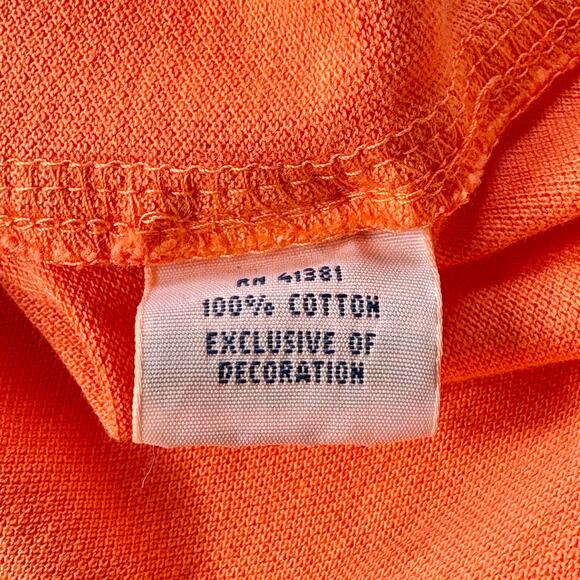 RN 41381
100% COTTON
EXCLUSIVE OF
DECORATION